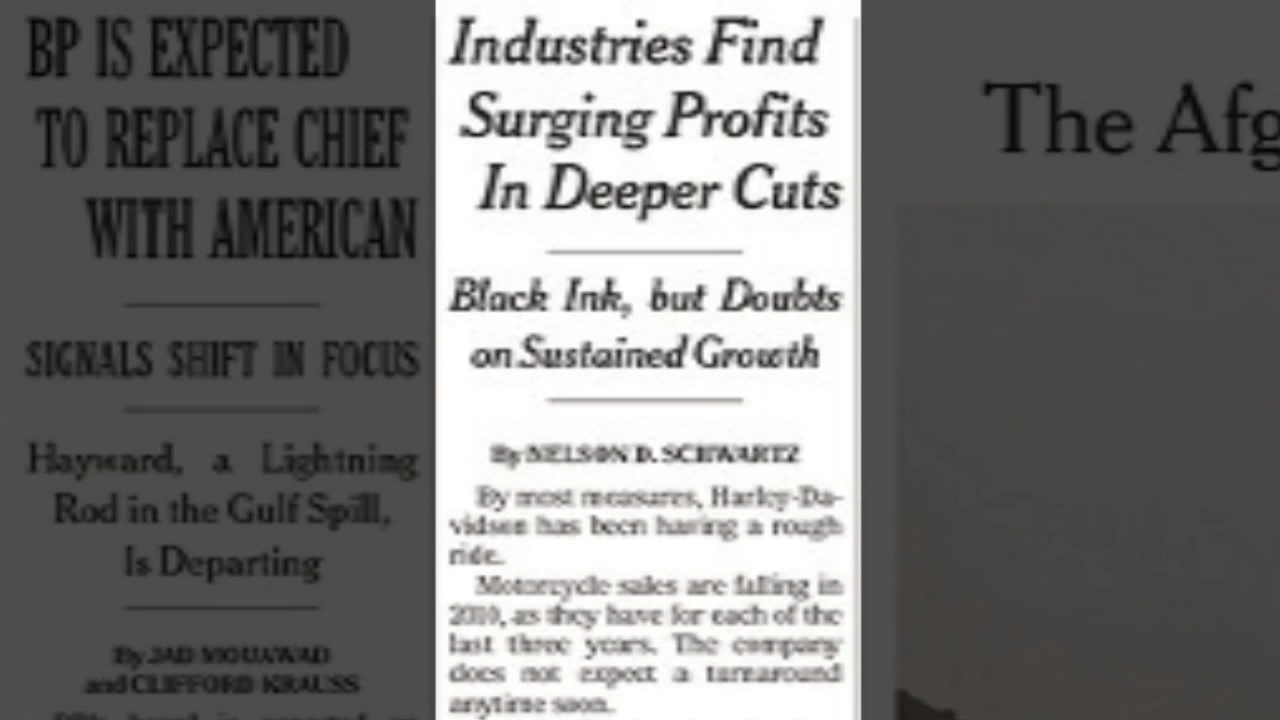 BP IS EXPECTED
TO REPLACE CHIEF
WITH AMERICAN
SIGNALS SHIFT IN FOCUS
Hayward, a Lightning
Rod in the Gulf Spill,
Is Departing
By JAD MOUAWAD
and CLIFFORD KRAUSS
Industries Find
Surging Profits
In Deeper Cuts
Black Ink, but Doubts
on Sustained Growth
By NELSON D. SCHWARTZ
By most measures, Harley-Da-
vidson has been having a rough
ride.
Motorcycle sales are falling in
2010, as they have for each of the
last three years. The company
does not expect a turnaround
anytime soon.
The Afg